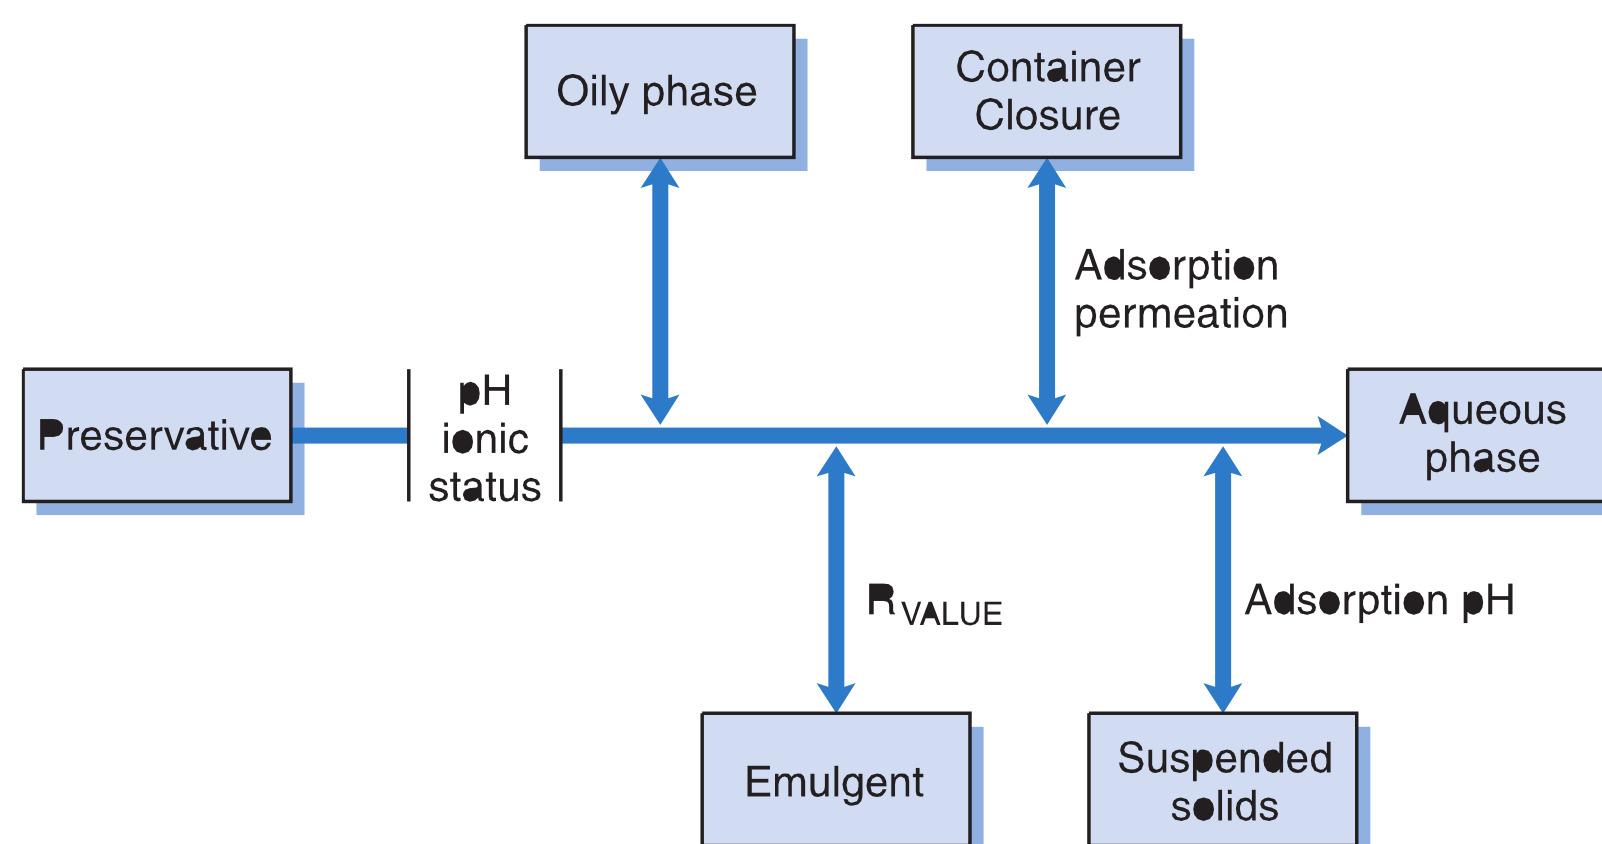 Oily phase
Container
Closure
Adsorption
permeation
Preservative
pH
ionic
status
Aqueous
phase
RVALUE
Adsorption pH
Emulgent
Suspended
solids